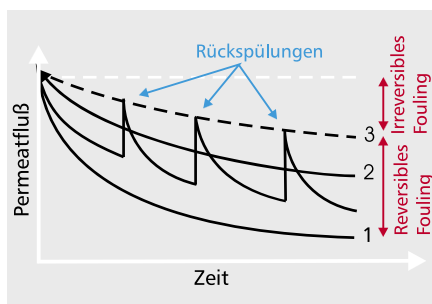 Rückspülungen
Permeatfluß
3
2
1
Irreversibles
Fouling
Reversibles
Fouling
Zeit